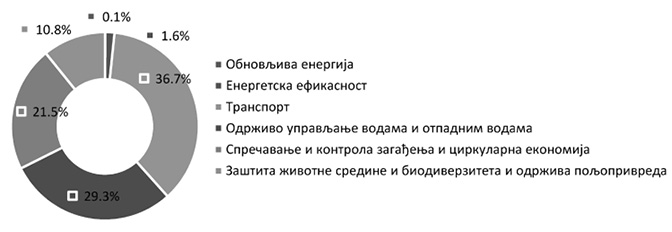 0.1%
1.6%
10.8%
36.7%
21.5%
29.3%
Обновљива енергија
Енергетска ефикасност
Транспорт
Одрживо управљање водама и отпадним водама
Спречавање и контрола загађења и циркуларна економија
Заштита животне средине и биодиверзитета и одржива пољопривреда